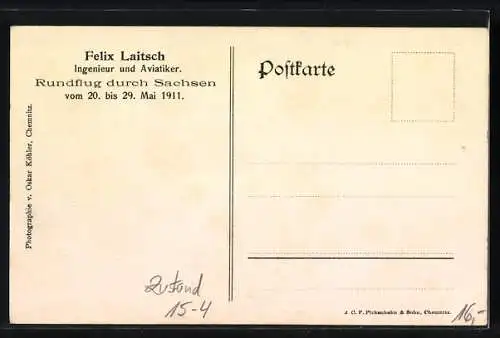 Felix Laitsch
Ingenieur und Aviatiker.
Rundflug durch Sachsen
vom 20. bis 29. Mai 1911.
Postkarte
Photographie v. Oskar Köhler, Chemnitz.
Zustand
15-4
J. C. F. Pickenhahn & Sohn, Chemnitz.
16,-